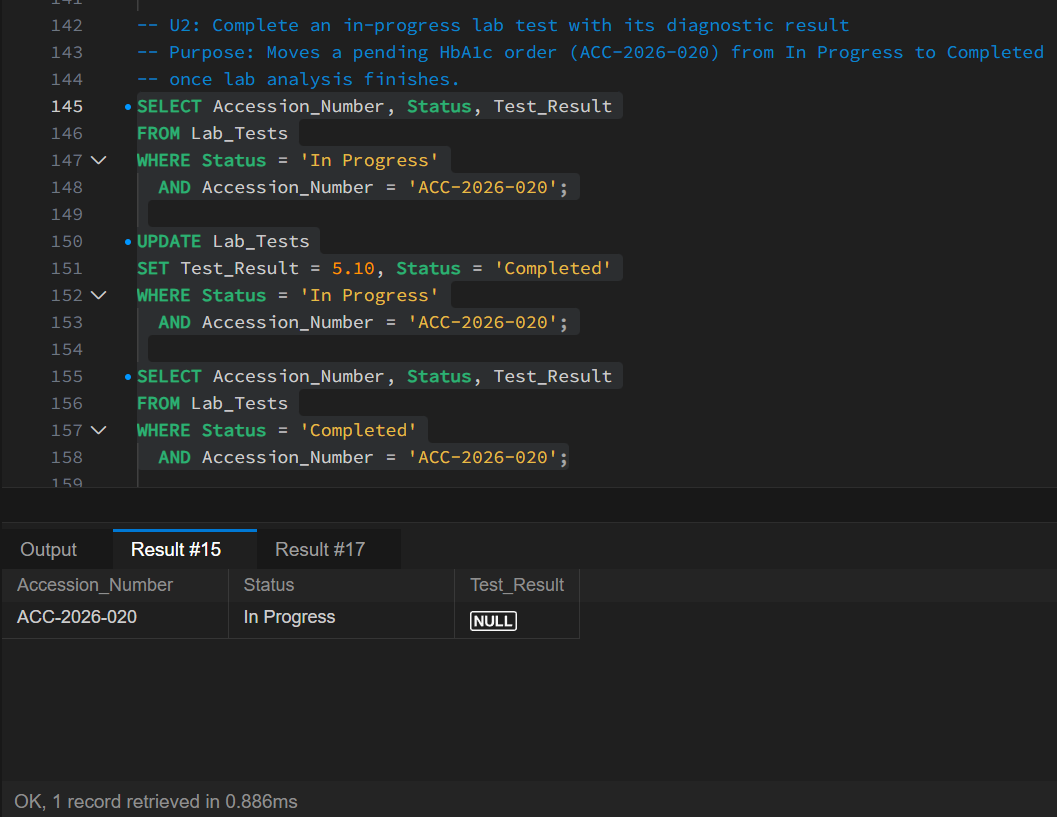 141
142 -- U2: Complete an in-progress lab test with its diagnostic result
143 -- Purpose: Moves a pending HbA1c order (ACC-2026-020) from In Progress to Completed
144 -- once lab analysis finishes.
145 SELECT Accession_Number, Status, Test_Result
146 FROM Lab_Tests
147 WHERE Status = 'In Progress'
148 AND Accession_Number = 'ACC-2026-020';
149
150 UPDATE Lab_Tests
151 SET Test_Result = 5.10, Status = 'Completed'
152 WHERE Status = 'In Progress'
153 AND Accession_Number = 'ACC-2026-020';
154
155 SELECT Accession_Number, Status, Test_Result
156 FROM Lab_Tests
157 WHERE Status = 'Completed'
158 AND Accession_Number = 'ACC-2026-020';
159
Output Result #15 Result #17
Accession_Number Status Test_Result
ACC-2026-020 In Progress NULL
OK, 1 record retrieved in 0.886ms